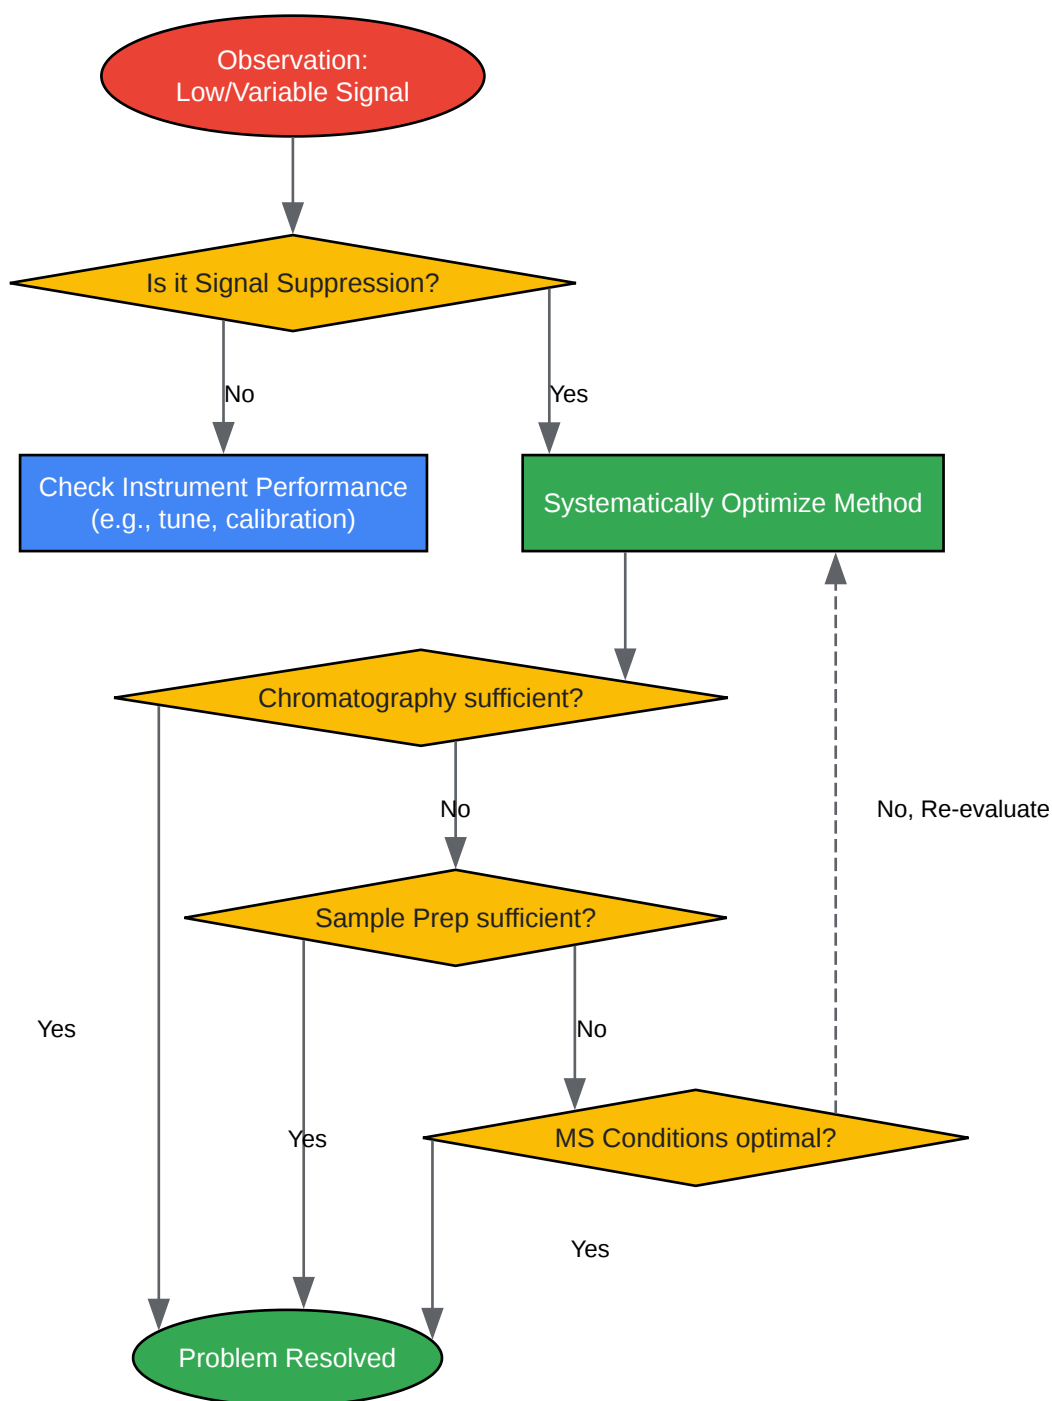 Observation:
Low/Variable Signal
Is it Signal Suppression?
No
Yes
Check Instrument Performance
(e.g., tune, calibration)
Systematically Optimize Method
Chromatography sufficient?
No
No, Re-evaluate
Sample Prep sufficient?
Yes
No
Yes
MS Conditions optimal?
Yes
Problem Resolved